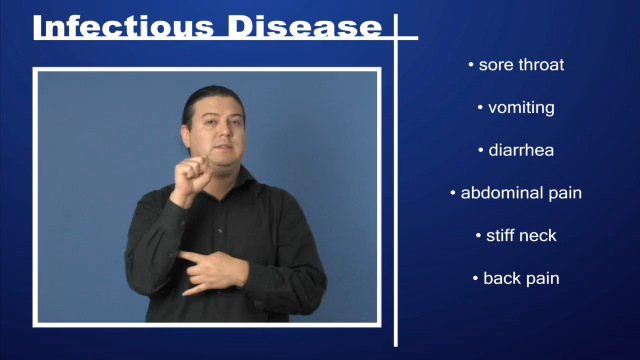 Infectious Disease
• sore throat
• vomiting
• diarrhea
• abdominal pain
• stiff neck
• back pain